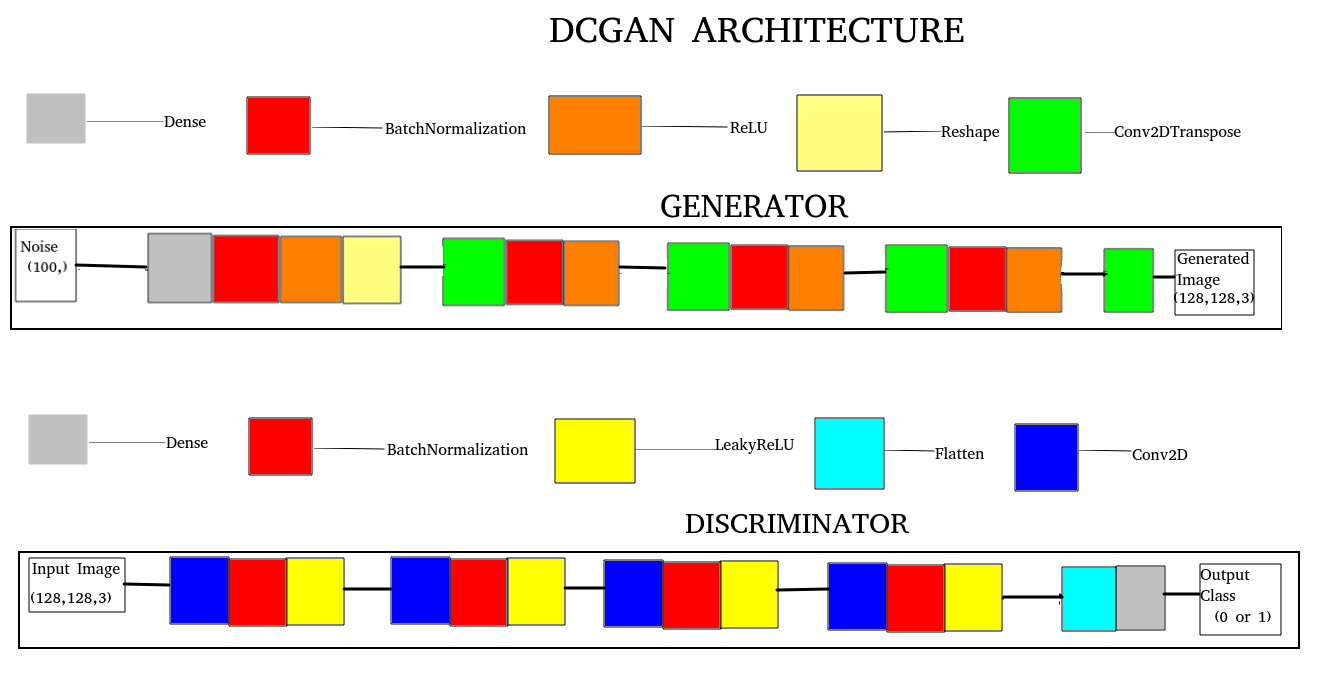 DCGAN ARCHITECTURE
Dense
BatchNormalization
ReLU
Reshape
Conv2DTranspose
GENERATOR
Noise
(100,)
Generated
Image
(128,128,3)
Dense
BatchNormalization
LeakyReLU
Flatten
Conv2D
DISCRIMINATOR
Input Image
(128,128,3)
Output
Class
(0 or 1)